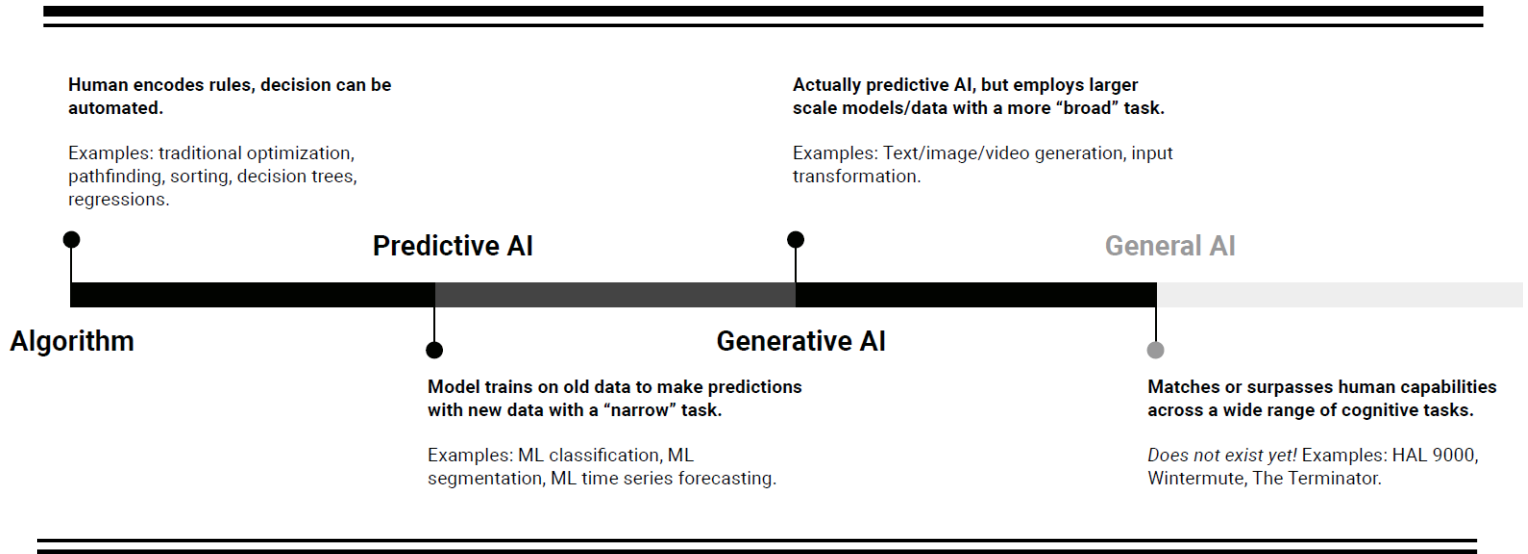 Human encodes rules, decision can be
automated.
Examples: traditional optimization,
pathfinding, sorting, decision trees,
regressions.
Actually predictive AI, but employs larger
scale models/data with a more “broad” task.
Examples: Text/image/video generation, input
transformation.
Predictive AI
General AI
Algorithm
Generative AI
Model trains on old data to make predictions
with new data with a “narrow” task.
Examples: ML classification, ML
segmentation, ML time series forecasting.
Matches or surpasses human capabilities
across a wide range of cognitive tasks.
Does not exist yet! Examples: HAL 9000,
Wintermute, The Terminator.